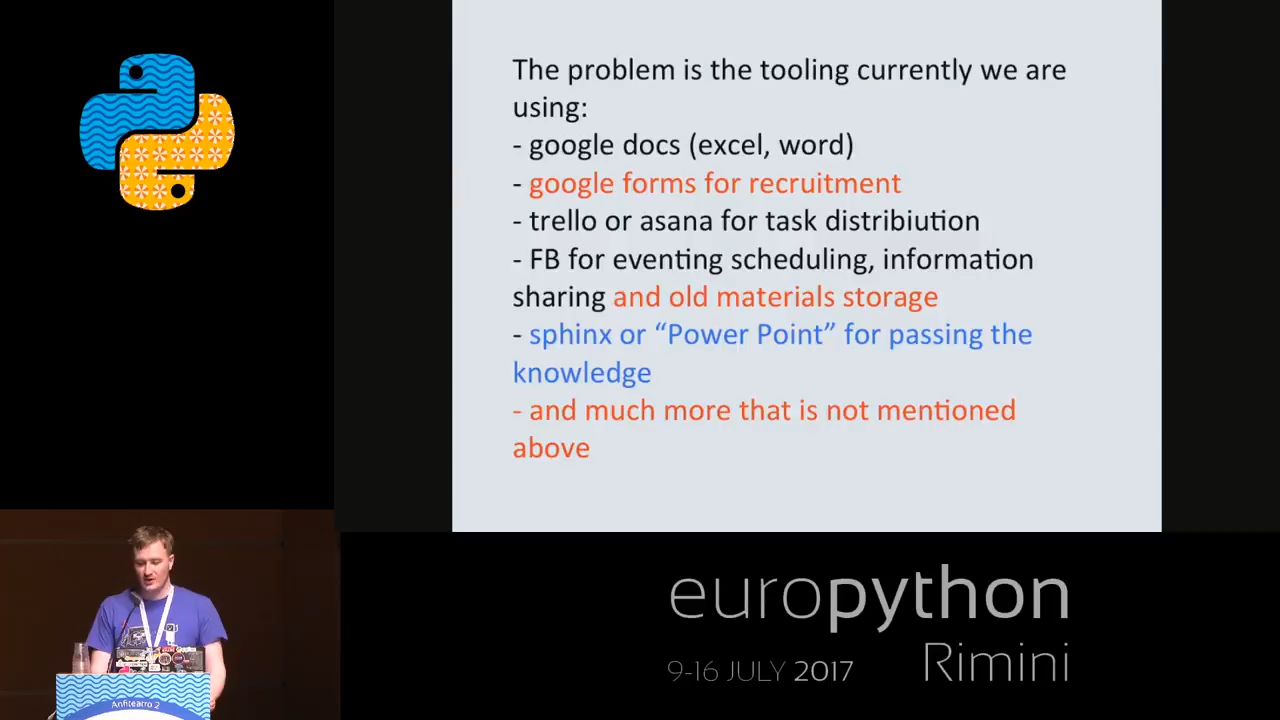 The problem is the tooling currently we are
using:
- google docs (excel, word)
- google forms for recruitment
- trello or asana for task distribiution
- FB for eventing scheduling, information
sharing and old materials storage
- sphinx or “Power Point” for passing the
knowledge
- and much more that is not mentioned
above
europython
Rimini
9-16 JULY 2017
Anfiteatro 2